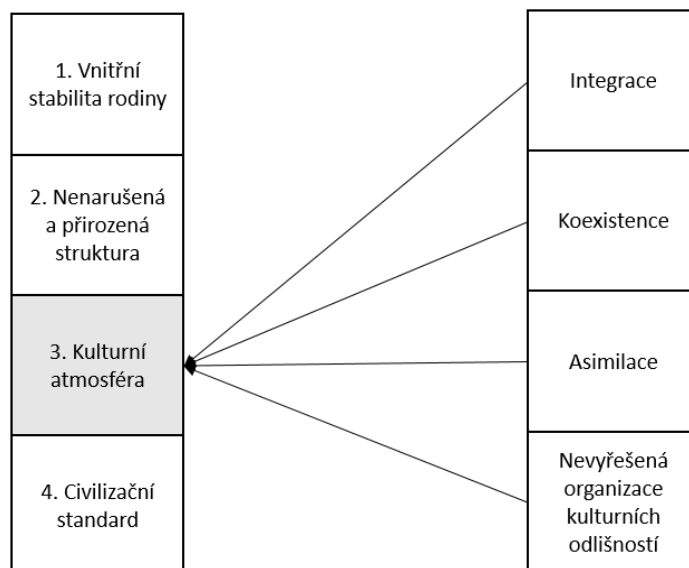 1. Vnitřní
stabilita rodiny
2. Nenarušená
a přirozená
struktura
3. Kulturní
atmosféra
4. Civilizační
standard
Integrace
Koexistence
Asimilace
Nevyřešená
organizace
kulturních
odlišností